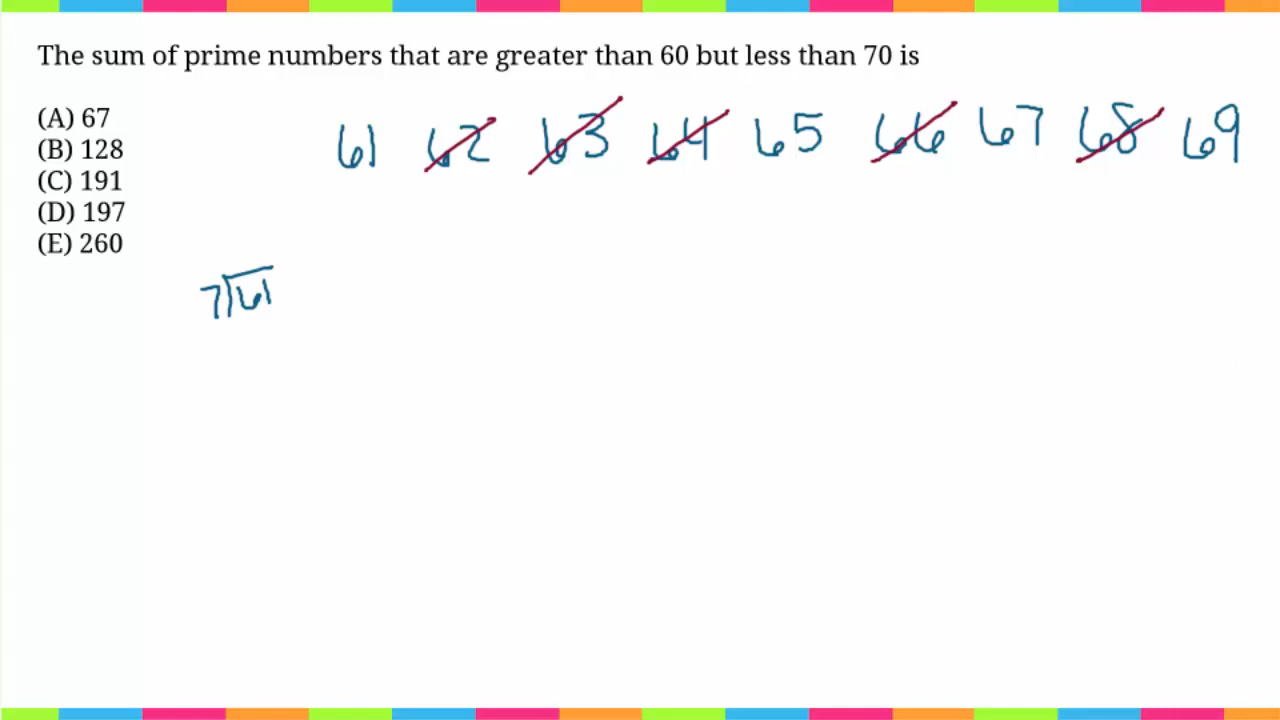 The sum of prime numbers that are greater than 60 but less than 70 is
(A) 67
(B) 128
(C) 191
(D) 197
(E) 260
61 62 63 64 65 66 67 68 69
7 61